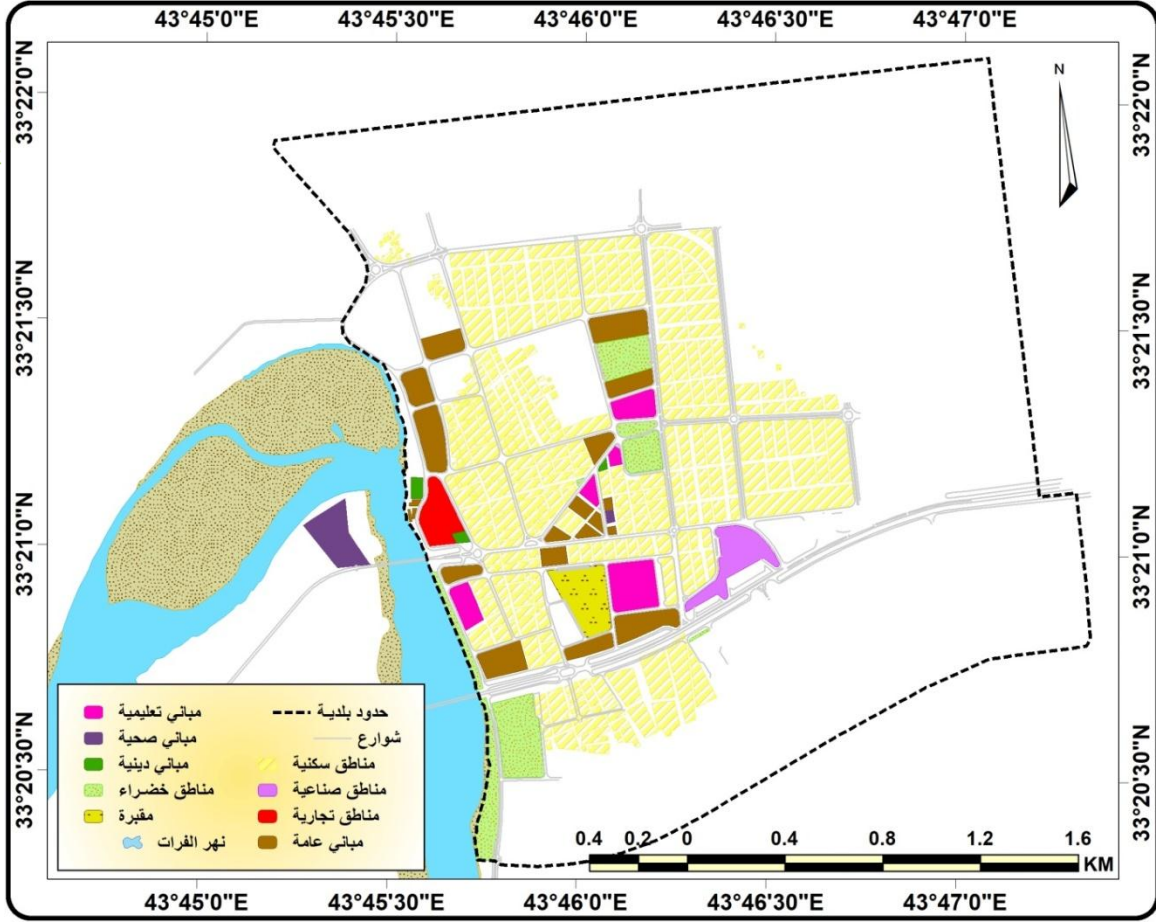 43°45'0"E 43°45'30"E 43°46'0"E 43°46'30"E 43°47'0"E
N
33°22'0"N 33°22'0"N
33°21'30"N 33°21'30"N
33°21'0"N 33°21'0"N
33°20'30"N 33°20'30"N
حدود بلدية مباني تعليمية
شوارع مباني صحية
مناطق سكنية مباني دينية
مناطق صناعية مناطق خضراء
مناطق تجارية مقبرة
مباني عامة نهر الفرات
0.4 0.2 0 0.4 0.8 1.2 1.6
KM
43°45'0"E 43°45'30"E 43°46'0"E 43°46'30"E 43°47'0"E